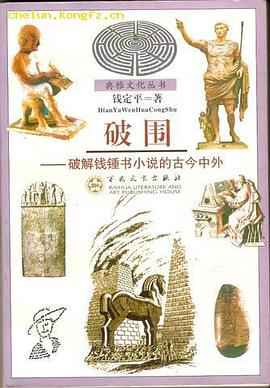 chelun.kongfz.cn
典雅文化丛书
钱定平=著
DianYaWenHuaCongShu
破围
——破解钱锺书小说的古今中外
百花文艺出版社
BAIHUA LITERATURE AND
ART PUBLISHING HOUSE